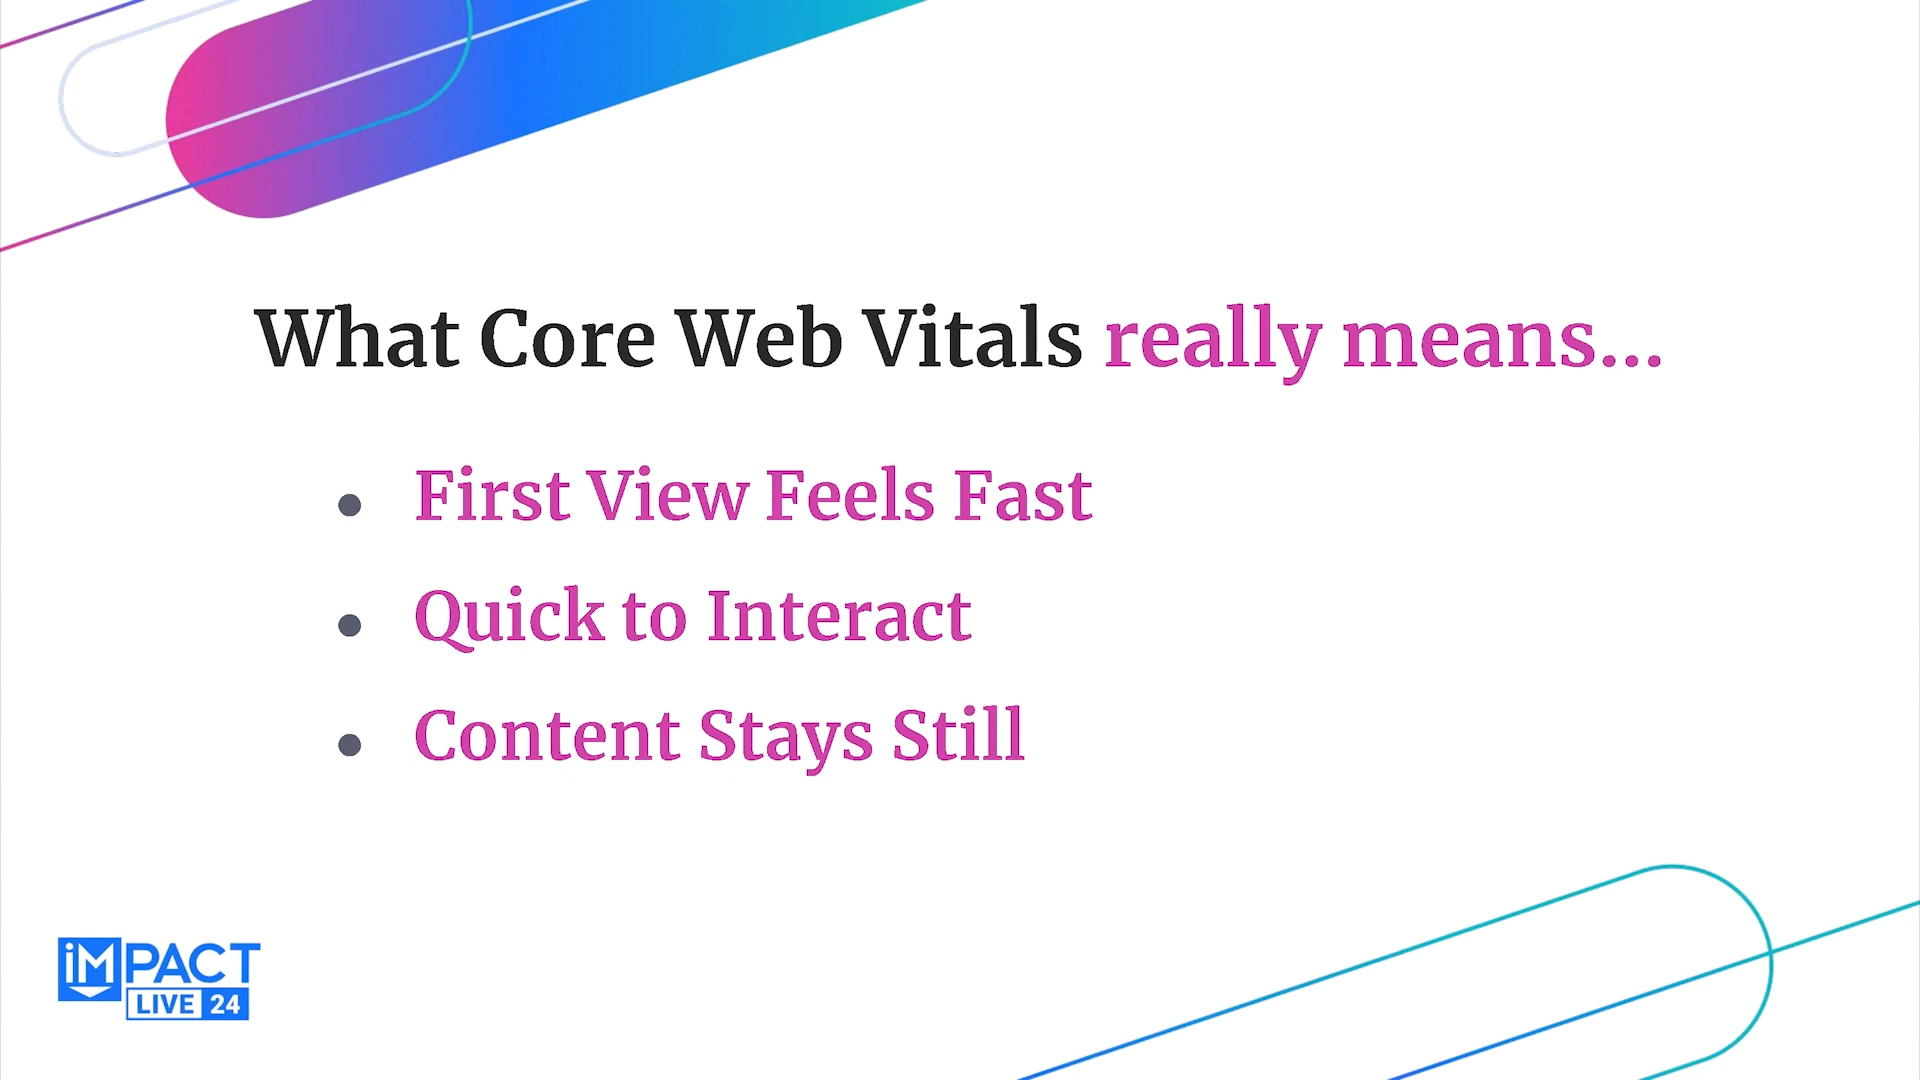 What Core Web Vitals really means...
First View Feels Fast
Quick to Interact
Content Stays Still
iMPACT
LIVE 24